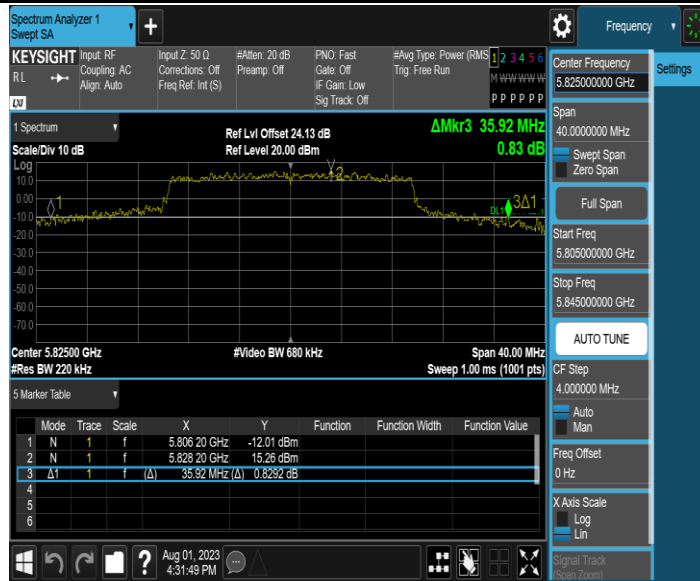 Spectrum Analyzer 1
Swept SA
+
Frequency
KEYSIGHT
RL
LXI
Input: RF
Coupling: AC
Align: Auto
Input Z: 50 Ω
Corrections: Off
Freq Ref: Int (S)
#Atten: 20 dB
Preamp: Off
PNO: Fast
Gate: Off
IF Gain: Low
Sig Track: Off
#Avg Type: Power (RMS
Trig: Free Run
1 2 3 4 5 6
M W W W W W
P P P P P P
1 Spectrum
Scale/Div 10 dB
Ref Lvl Offset 24.13 dB
Ref Level 20.00 dBm
ΔMkr3 35.92 MHz
0.83 dB
Log
10.0
0.00
-10.0
-20.0
-30.0
-40.0
-50.0
-60.0
-70.0
1
2
3Δ1
DL1
Center 5.82500 GHz
#Res BW 220 kHz
#Video BW 680 kHz
Span 40.00 MHz
Sweep 1.00 ms (1001 pts)
5 Marker Table
Mode Trace Scale X Y Function Function Width Function Value
1 N 1 f 5.806 20 GHz -12.01 dBm
2 N 1 f 5.828 20 GHz 15.26 dBm
3 Δ1 1 f (Δ) 35.92 MHz (Δ) 0.8292 dB
4
5
6
?
Aug 01, 2023
4:31:49 PM
Center Frequency
5.825000000 GHz
Settings
Span
40.0000000 MHz
Swept Span
Zero Span
Full Span
Start Freq
5.805000000 GHz
Stop Freq
5.845000000 GHz
AUTO TUNE
CF Step
4.000000 MHz
Auto
Man
Freq Offset
0 Hz
X Axis Scale
Log
Lin
Signal Track
(Span Zoom)